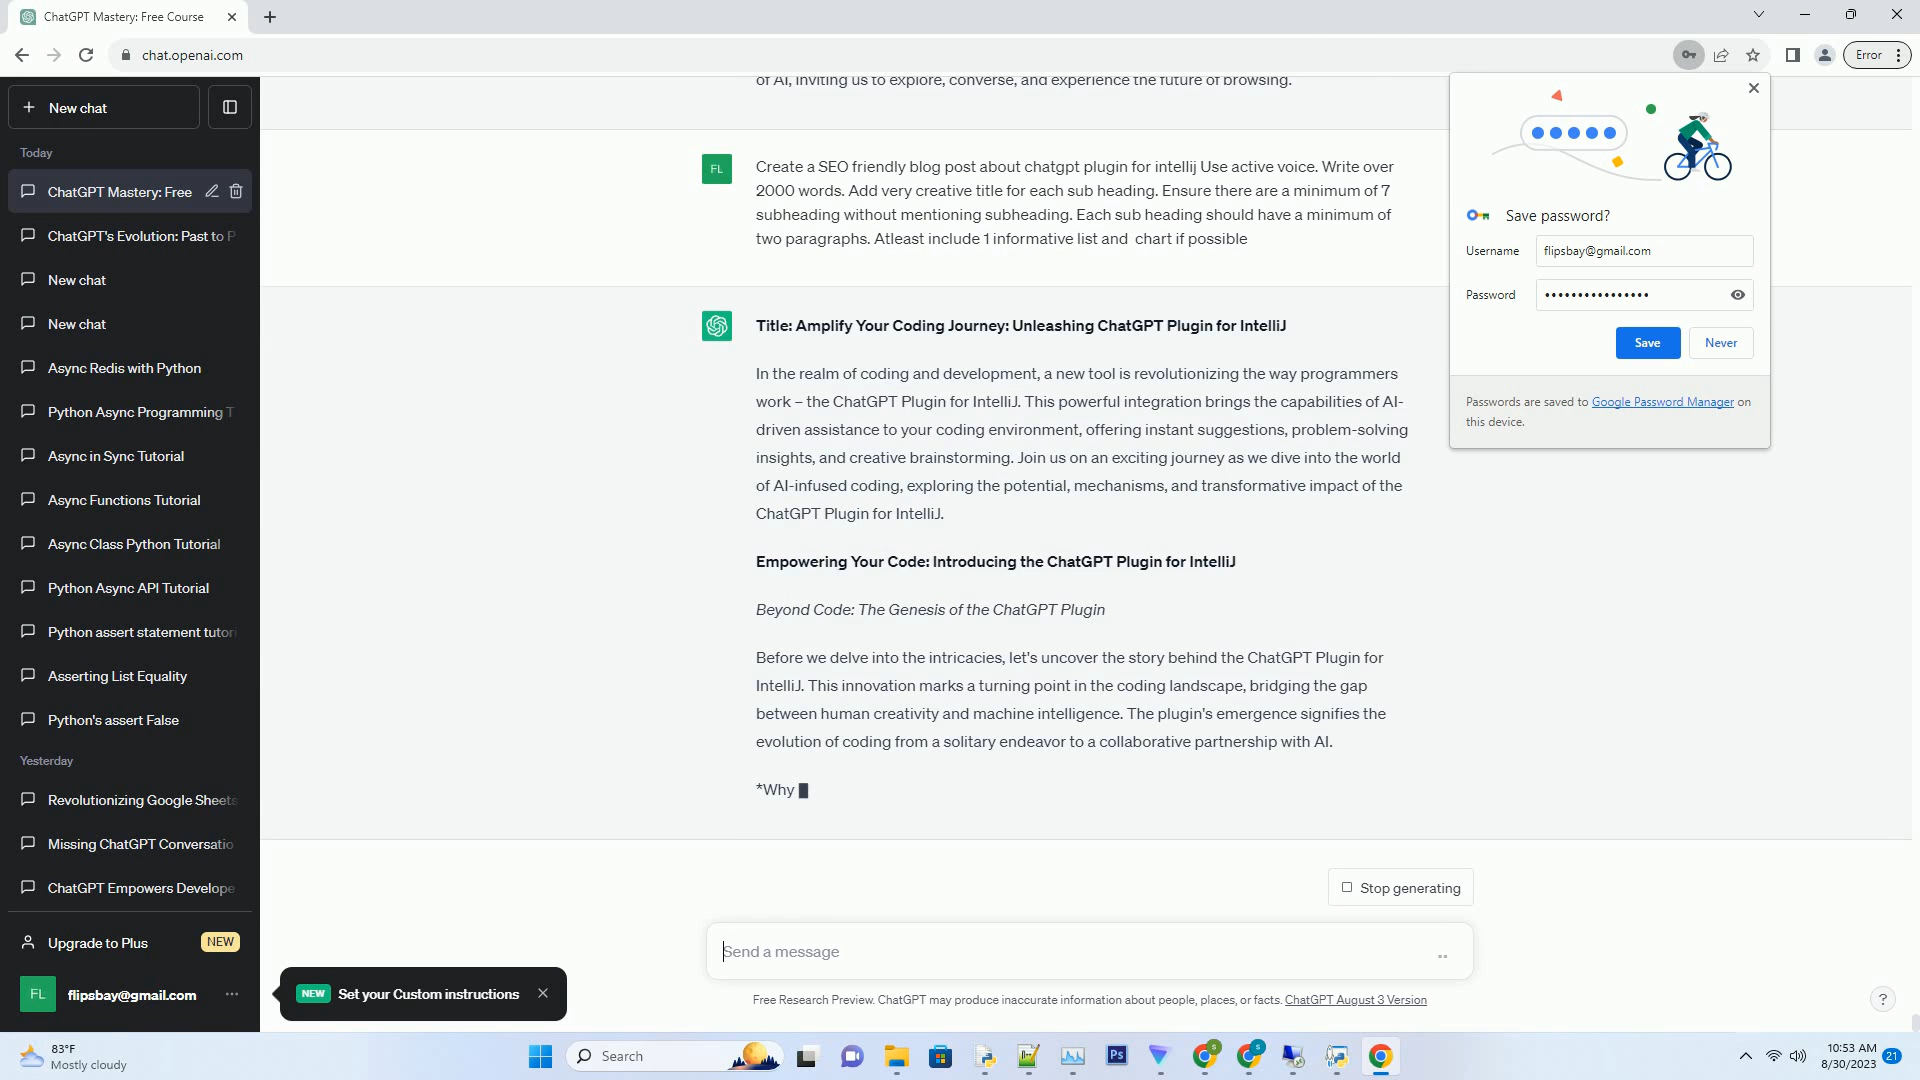 ChatGPT Mastery: Free Course
chat.openai.com
Error
New chat
Today
ChatGPT Mastery: Free
ChatGPT's Evolution: Past to P
New chat
New chat
Async Redis with Python
Python Async Programming T
Async in Sync Tutorial
Async Functions Tutorial
Async Class Python Tutorial
Python Async API Tutorial
Python assert statement tutori
Asserting List Equality
Python's assert False
Yesterday
Revolutionizing Google Sheets
Missing ChatGPT Conversatio
ChatGPT Empowers Develope
Upgrade to Plus
NEW
FL
flipsbay@gmail.com
of AI, inviting us to explore, converse, and experience the future of browsing.
FL
Create a SEO friendly blog post about chatgpt plugin for intellij Use active voice. Write over
2000 words. Add very creative title for each sub heading. Ensure there are a minimum of 7
subheading without mentioning subheading. Each sub heading should have a minimum of
two paragraphs. Atleast include 1 informative list and  chart if possible
Title: Amplify Your Coding Journey: Unleashing ChatGPT Plugin for IntelliJ
In the realm of coding and development, a new tool is revolutionizing the way programmers
work – the ChatGPT Plugin for IntelliJ. This powerful integration brings the capabilities of AI-
driven assistance to your coding environment, offering instant suggestions, problem-solving
insights, and creative brainstorming. Join us on an exciting journey as we dive into the world
of AI-infused coding, exploring the potential, mechanisms, and transformative impact of the
ChatGPT Plugin for IntelliJ.
Empowering Your Code: Introducing the ChatGPT Plugin for IntelliJ
Beyond Code: The Genesis of the ChatGPT Plugin
Before we delve into the intricacies, let's uncover the story behind the ChatGPT Plugin for
IntelliJ. This innovation marks a turning point in the coding landscape, bridging the gap
between human creativity and machine intelligence. The plugin's emergence signifies the
evolution of coding from a solitary endeavor to a collaborative partnership with AI.
*Why
Stop generating
Send a message
Free Research Preview. ChatGPT may produce inaccurate information about people, places, or facts. ChatGPT August 3 Version
?
NEW
Set your Custom instructions
Save password?
Username
flipsbay@gmail.com
Password
••••••••••••••••
Save
Never
Passwords are saved to Google Password Manager on
this device.
83°F
Mostly cloudy
Search
Ps
S
S
10:53 AM
8/30/2023
21